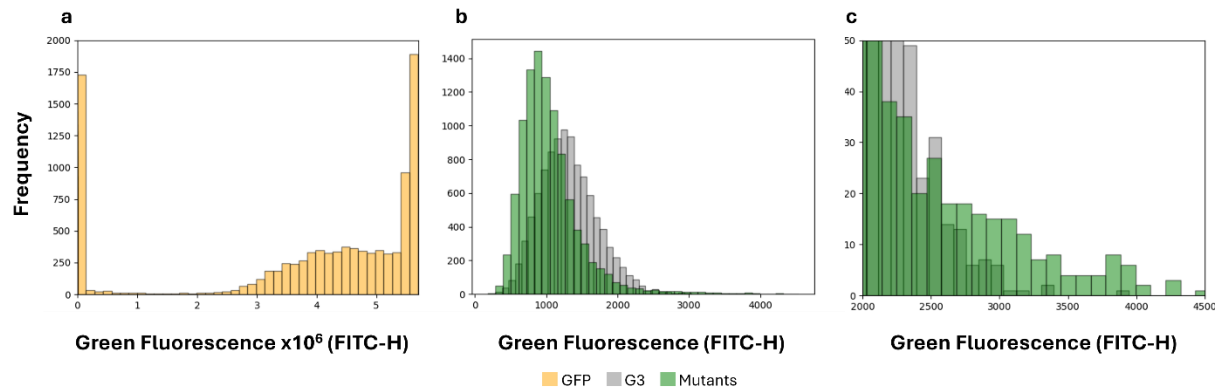 a
b
c
Frequency
2000
1750
1500
1250
1000
750
500
250
0
0 1 2 3 4 5
Green Fluorescence x10⁶ (FITC-H)
1400
1200
1000
800
600
400
200
0
0 1000 2000 3000 4000
Green Fluorescence (FITC-H)
50
40
30
20
10
0
2000 2500 3000 3500 4000 4500
Green Fluorescence (FITC-H)
GFP G3 Mutants